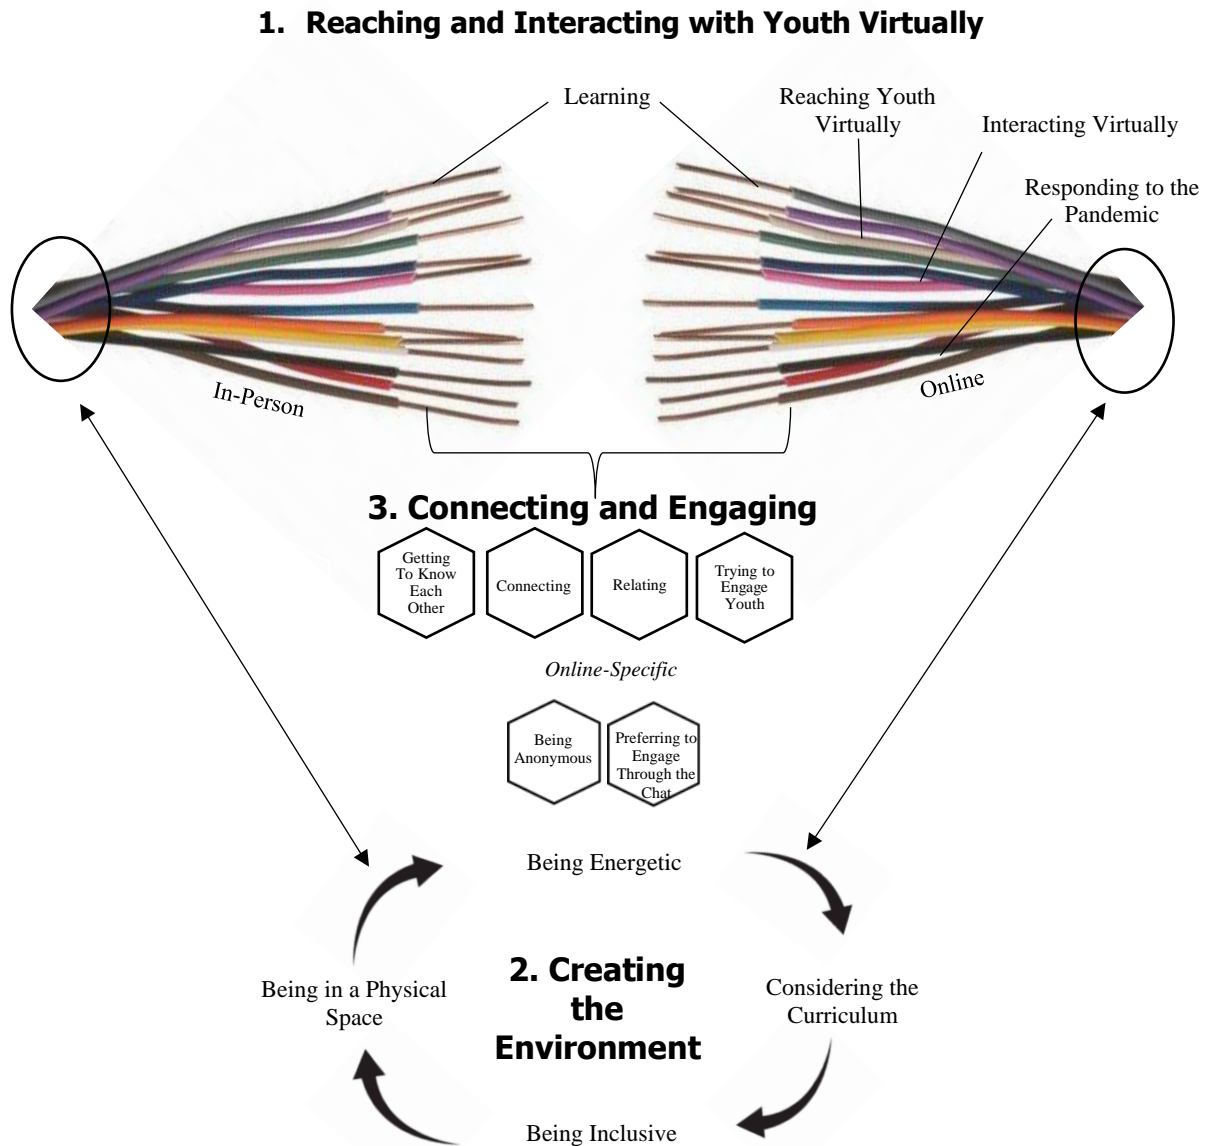 1. Reaching and Interacting with Youth Virtually
Learning
Reaching Youth
Virtually
Interacting Virtually
Responding to the
Pandemic
In-Person
Online
3. Connecting and Engaging
Getting
To Know
Each
Other
Connecting
Relating
Trying to
Engage
Youth
Online-Specific
Being
Anonymous
Preferring to
Engage
Through the
Chat
Being Energetic
Being in a Physical
Space
2. Creating
the
Environment
Considering the
Curriculum
Being Inclusive